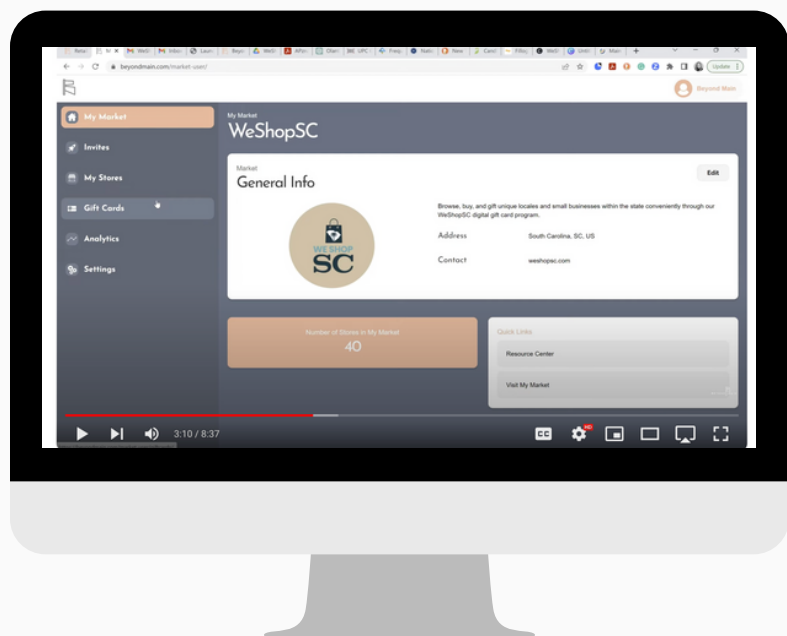 beyondmain.com/market-user/
Update
Beyond Main
My Market
Invites
My Stores
Gift Cards
Analytics
Settings
My Market
WeShopSC
Market
General Info
Edit
WE SHOP
SC
Browse, buy, and gift unique locales and small businesses within the state conveniently through our
WeShopSC digital gift card program.
Address South Carolina, SC, US
Contact weshopsc.com
Number of Stores in My Market
40
Quick Links
Resource Center
Visit My Market
3:10 / 8:37
CC
HD